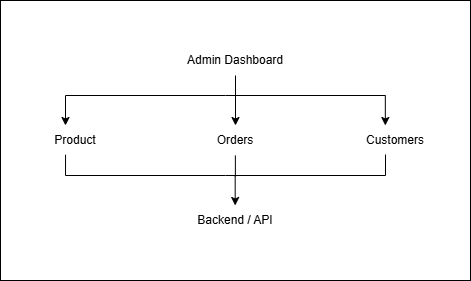 Admin Dashboard
Product
Orders
Customers
Backend / API